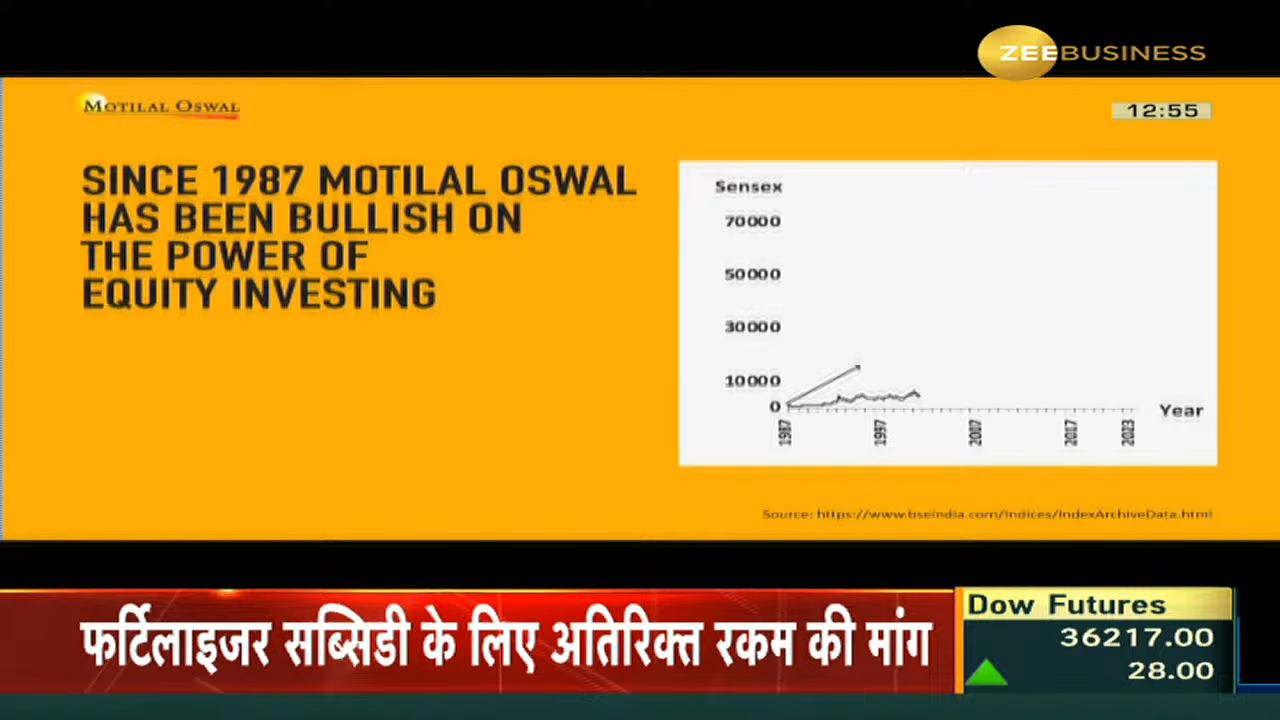 ZEEBUSINESS
MOTILAL OSWAL
12:55
SINCE 1987 MOTILAL OSWAL
HAS BEEN BULLISH ON
THE POWER OF
EQUITY INVESTING
Sensex
70000
50000
30000
10000
0
Year
1987
1997
2007
2017
2023
Source: https://www.bseindia.com/Indices/IndexArchiveData.html
फर्टिलाइजर सब्सिडी के लिए अतिरिक्त रकम की मांग
Dow Futures
36217.00
28.00